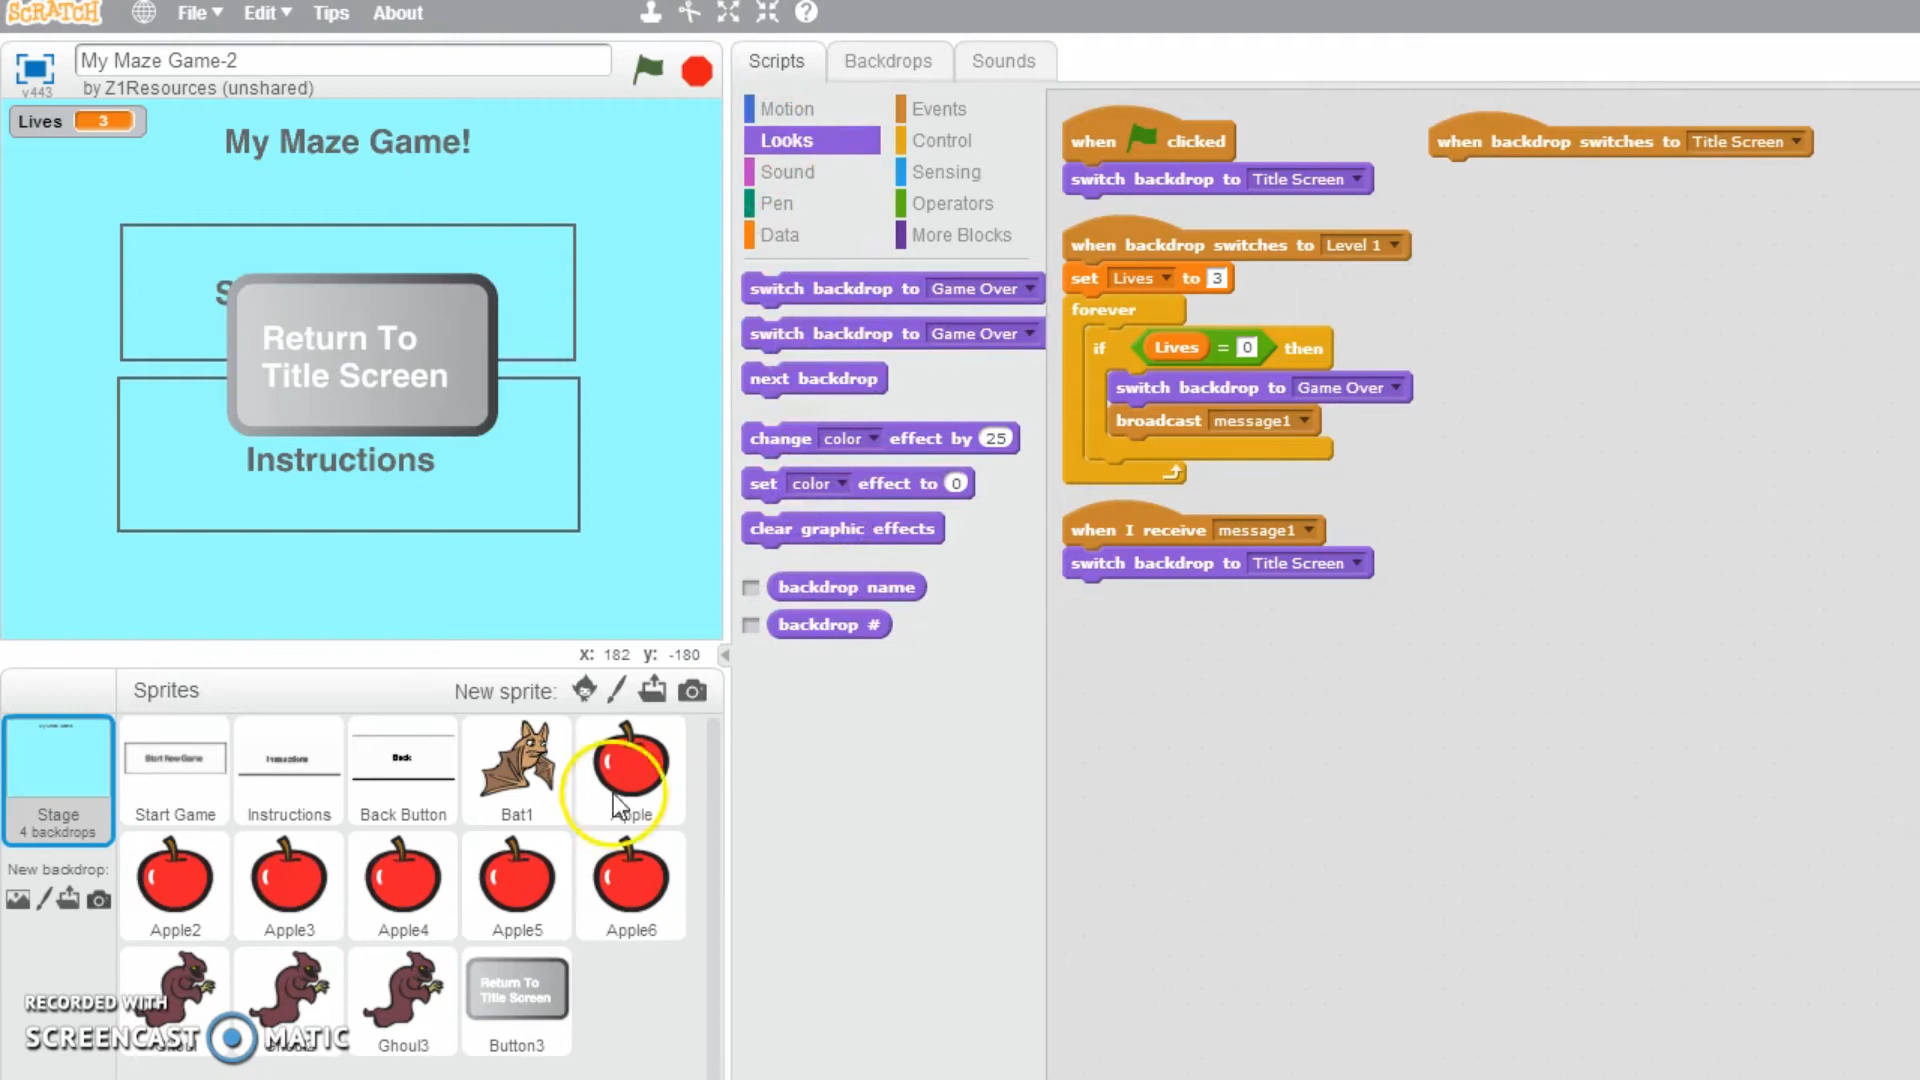 SCRATCH File Edit Tips About
My Maze Game-2
by Z1Resources (unshared)
v443
Lives 3
My Maze Game!
S
Return To
Title Screen
Instructions
x: 182 y: -180
Scripts Backdrops Sounds
Motion Events
Looks Control
Sound Sensing
Pen Operators
Data More Blocks
switch backdrop to Game Over
switch backdrop to Game Over
next backdrop
change color effect by 25
set color effect to 0
clear graphic effects
backdrop name
backdrop #
when clicked
switch backdrop to Title Screen
when backdrop switches to Level 1
set Lives to 3
forever
if Lives = 0 then
switch backdrop to Game Over
broadcast message1
when I receive message1
switch backdrop to Title Screen
when backdrop switches to Title Screen
Sprites New sprite:
Stage
4 backdrops
New backdrop:
Start New Game
Start Game
Instructions
Instructions
Back
Back Button
Bat1
Apple2 Apple3 Apple4 Apple5 Apple6
Ghoul3
Return To
Title Screen
Button3
RECORDED WITH
SCREENCAST MATIC